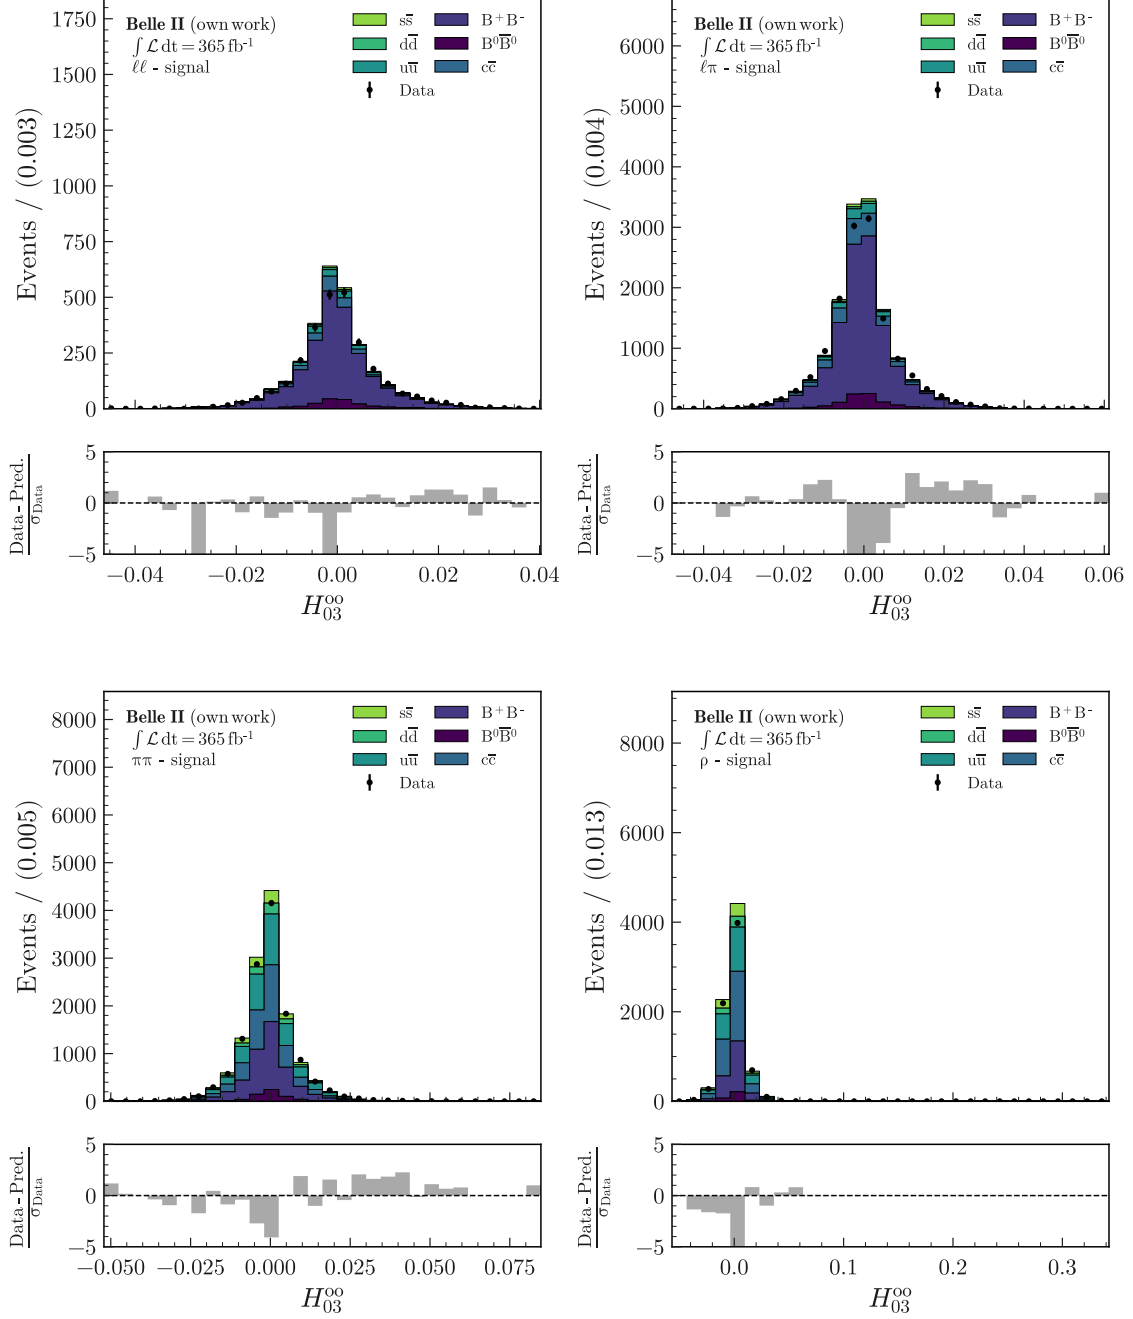 Belle II (own work)
∫ℒdt = 365 fb⁻¹
ℓℓ - signal
ss̄
dd̄
uū
B⁺B⁻
B⁰B̄⁰
cc̄
Data
Events / (0.003)
1750
1500
1250
1000
750
500
250
0
Data - Pred.
σData
5
0
−5
−0.04 −0.02 0.00 0.02 0.04
H₀₃ᵒᵒ
Belle II (own work)
∫ℒdt = 365 fb⁻¹
ℓπ - signal
ss̄
dd̄
uū
B⁺B⁻
B⁰B̄⁰
cc̄
Data
Events / (0.004)
6000
5000
4000
3000
2000
1000
0
Data - Pred.
σData
5
0
−5
−0.04 −0.02 0.00 0.02 0.04 0.06
H₀₃ᵒᵒ
Belle II (own work)
∫ℒdt = 365 fb⁻¹
ππ - signal
ss̄
dd̄
uū
B⁺B⁻
B⁰B̄⁰
cc̄
Data
Events / (0.005)
8000
7000
6000
5000
4000
3000
2000
1000
0
Data - Pred.
σData
5
0
−5
−0.050 −0.025 0.000 0.025 0.050 0.075
H₀₃ᵒᵒ
Belle II (own work)
∫ℒdt = 365 fb⁻¹
ρ - signal
ss̄
dd̄
uū
B⁺B⁻
B⁰B̄⁰
cc̄
Data
Events / (0.013)
8000
6000
4000
2000
0
Data - Pred.
σData
5
0
−5
0.0 0.1 0.2 0.3
H₀₃ᵒᵒ